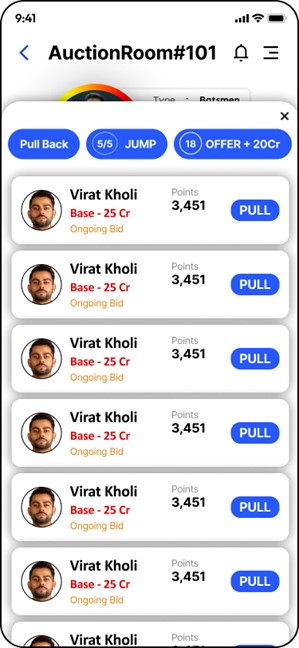 9:41
AuctionRoom#101
Type : Batsmen
Pull Back
5/5 JUMP
18 OFFER + 20Cr
Virat Kholi
Base - 25 Cr
Ongoing Bid
Points
3,451
PULL
Virat Kholi
Base - 25 Cr
Ongoing Bid
Points
3,451
PULL
Virat Kholi
Base - 25 Cr
Ongoing Bid
Points
3,451
PULL
Virat Kholi
Base - 25 Cr
Ongoing Bid
Points
3,451
PULL
Virat Kholi
Base - 25 Cr
Ongoing Bid
Points
3,451
PULL
Virat Kholi
Base - 25 Cr
Ongoing Bid
Points
3,451
PULL